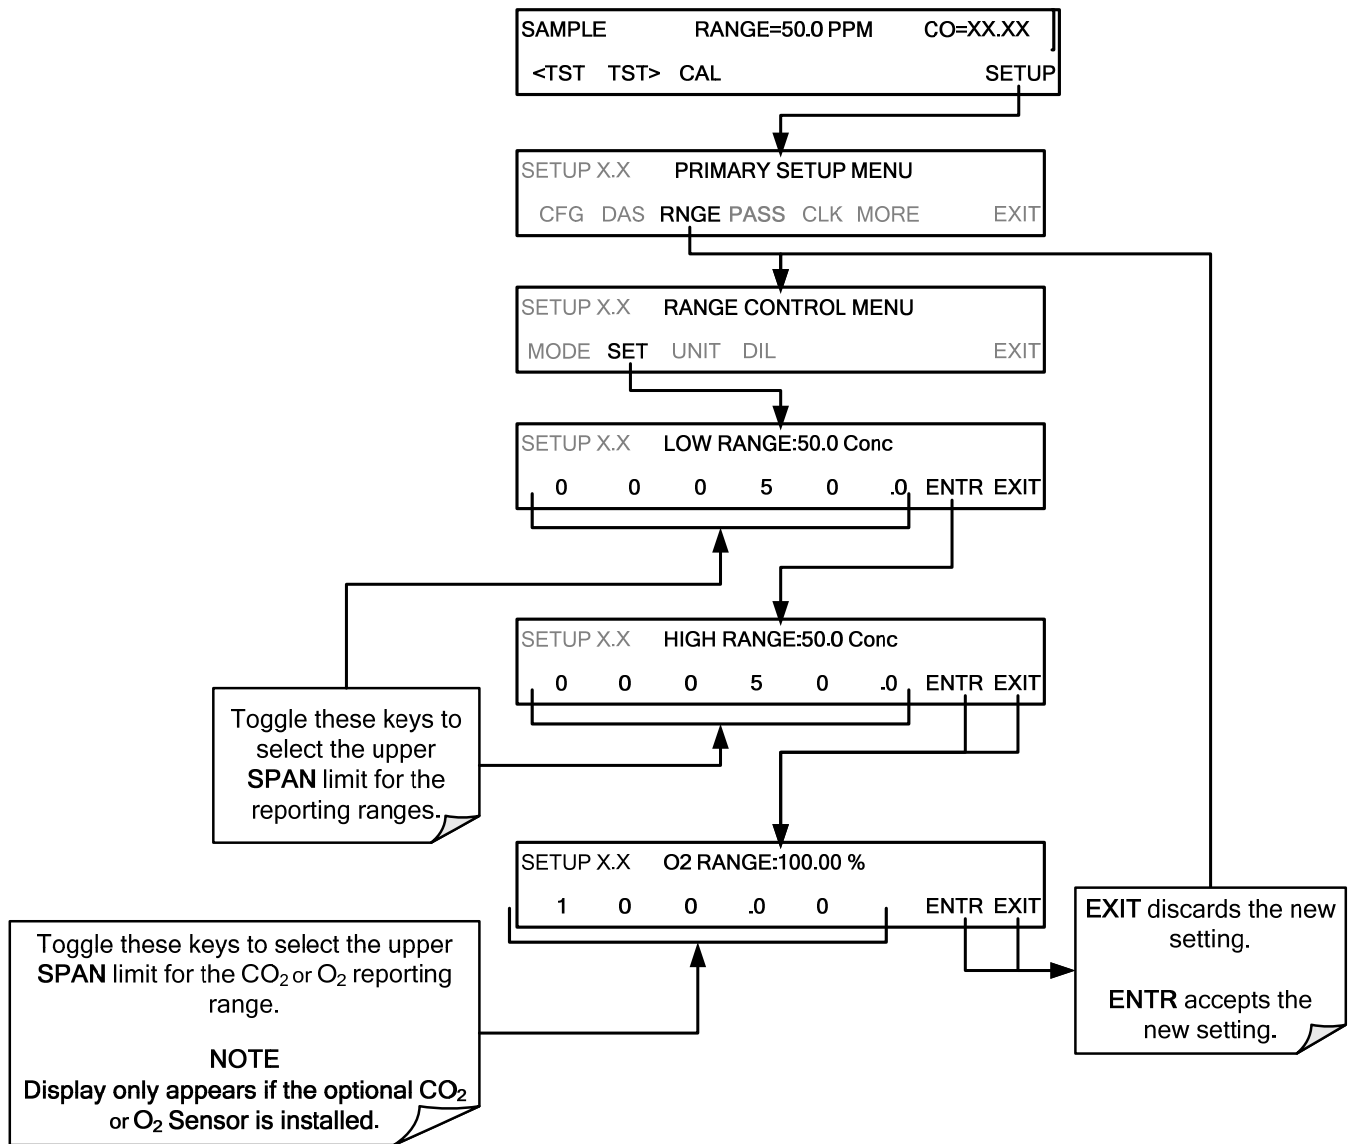 SAMPLE RANGE=50.0 PPM CO=XX.XX
<TST TST> CAL SETUP
SETUP X.X PRIMARY SETUP MENU
CFG DAS RNGE PASS CLK MORE EXIT
SETUP X.X RANGE CONTROL MENU
MODE SET UNIT DIL EXIT
SETUP X.X LOW RANGE:50.0 Conc
0 0 0 5 0 .0 ENTR EXIT
SETUP X.X HIGH RANGE:50.0 Conc
0 0 0 5 0 .0 ENTR EXIT
Toggle these keys to
select the upper
SPAN limit for the
reporting ranges.
SETUP X.X O2 RANGE:100.00 %
1 0 0 .0 0 ENTR EXIT
Toggle these keys to select the upper
SPAN limit for the CO2 or O2 reporting
range.
NOTE
Display only appears if the optional CO2
or O2 Sensor is installed.
EXIT discards the new
setting.
ENTR accepts the
new setting.